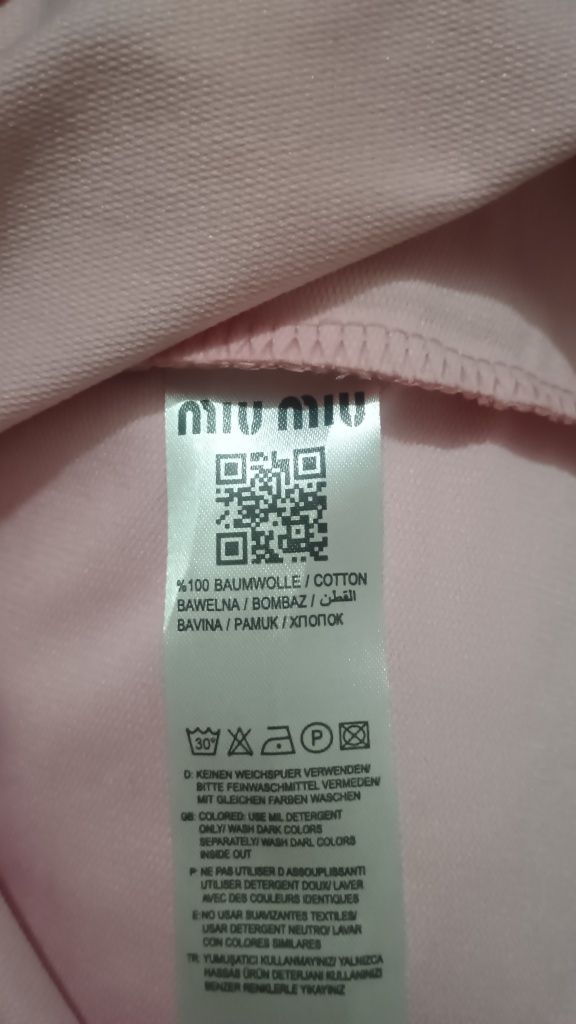 MIU MIU
%100 BAUMWOLLE / COTTON
BAWELNA / BOMBAZ / القطن
BAVINA / PAMUK / ХПОПОК
30°
P
D: KEINEN WEICHSPUER VERWENDEN/
BITTE FEINWASCHMITTEL VERMEDEN/
MIT GLEICHEN FARBEN WASCHEN
GB: COLORED: USE MIL DETERGENT
ONLY/ WASH DARK COLORS
SEPARATELY/ WASH DARL COLORS
INSIDE OUT
P: NE PAS UTILISER D ASSOUPLISSANTI
UTILISER DETERGENT DOUX/ LAVER
AVEC DES COULEURS IDENTIQUES
E: NO USAR SUAVIZANTES TEXTILES/
USAR DETERGENT NEUTRO/ LAVAR
CON COLORES SIMILARES
TR: YUMUŞATICI KULLANMAYINIZ/ YALNIZCA
HASSAS ÜRÜN DETERJANI KULLANINIZ/
BENZER RENKLERLE YIKAYINIZ